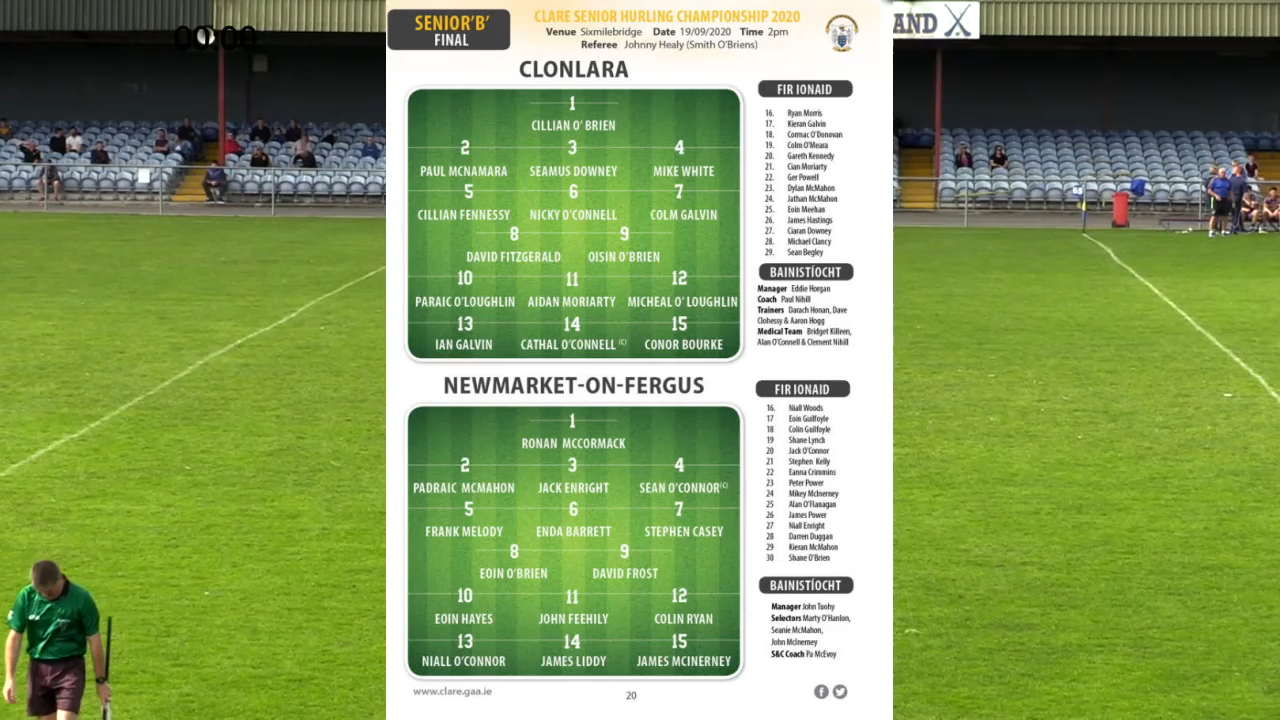 00:00
AND
65
SENIOR'B'
FINAL
CLARE SENIOR HURLING CHAMPIONSHIP 2020
Venue Sixmilebridge Date 19/09/2020 Time 2pm
Referee Johnny Healy (Smith O'Briens)
CLONLARA
1
CILLIAN O' BRIEN
2 3 4
PAUL MCNAMARA SEAMUS DOWNEY MIKE WHITE
5 6 7
CILLIAN FENNESSY NICKY O'CONNELL COLM GALVIN
8 9
DAVID FITZGERALD OISIN O'BRIEN
10 11 12
PARAIC O'LOUGHLIN AIDAN MORIARTY MICHEAL O' LOUGHLIN
13 14 15
IAN GALVIN CATHAL O'CONNELL (C) CONOR BOURKE
FIR IONAID
16. Ryan Morris
17. Kieran Galvin
18. Cormac O'Donovan
19. Colm O'Meara
20. Gareth Kennedy
21. Cian Moriarty
22. Ger Powell
23. Dylan McMahon
24. Jathan McMahon
25. Eoin Meehan
26. James Hastings
27. Ciaran Downey
28. Michael Clancy
29. Sean Begley
BAINISTÍOCHT
Manager Eddie Horgan
Coach Paul Nihill
Trainers Darach Honan, Dave
Clohessy & Aaron Hogg
Medical Team Bridget Killeen,
Alan O'Connell & Clement Nihill
NEWMARKET-ON-FERGUS
1
RONAN MCCORMACK
2 3 4
PADRAIC MCMAHON JACK ENRIGHT SEAN O'CONNOR(C)
5 6 7
FRANK MELODY ENDA BARRETT STEPHEN CASEY
8 9
EOIN O'BRIEN DAVID FROST
10 11 12
EOIN HAYES JOHN FEEHILY COLIN RYAN
13 14 15
NIALL O'CONNOR JAMES LIDDY JAMES MCINERNEY
FIR IONAID
16. Niall Woods
17 Eoin Guilfoyle
18 Colin Guilfoyle
19 Shane Lynch
20 Jack O'Connor
21 Stephen Kelly
22 Eanna Crimmins
23 Peter Power
24 Mikey McInerney
25 Alan O'Flanagan
26 James Power
27 Niall Enright
28 Darren Duggan
29 Kieran McMahon
30 Shane O'Brien
BAINISTÍOCHT
Manager John Tuohy
Selectors Marty O'Hanlon,
Seanie McMahon,
John McInerney
S&C Coach Pa McEvoy
www.clare.gaa.ie
20